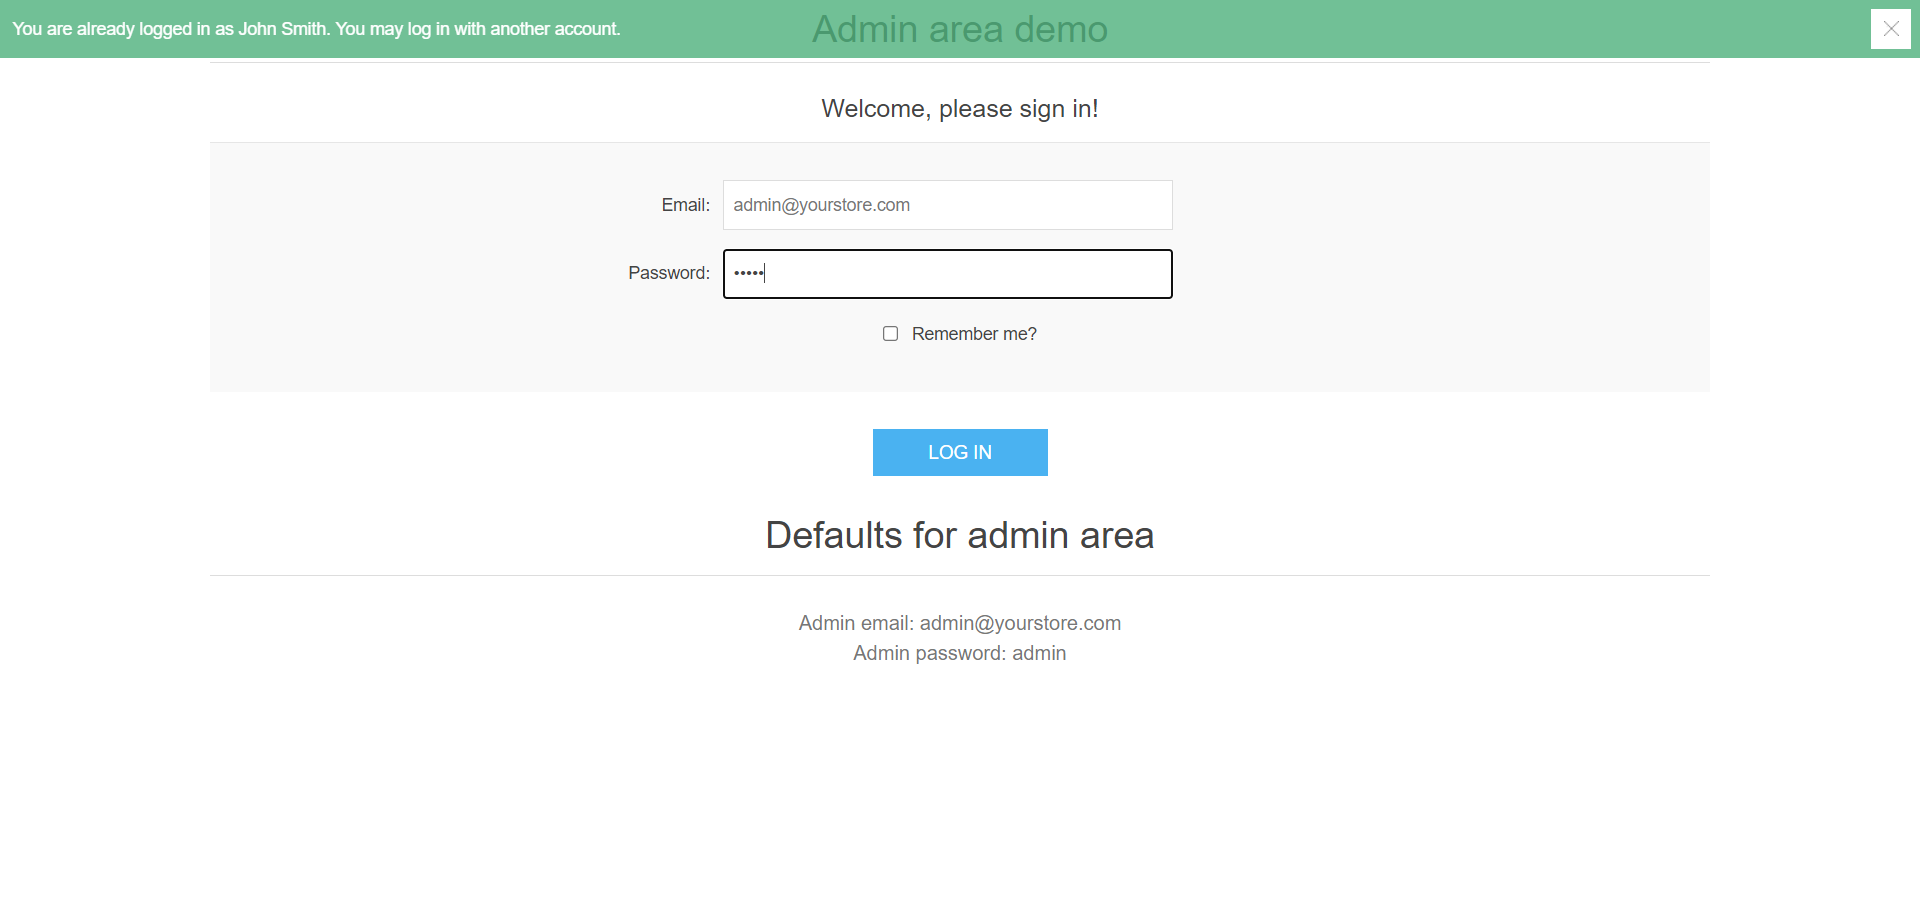 You are already logged in as John Smith. You may log in with another account.
Admin area demo
Welcome, please sign in!
Email: admin@yourstore.com
Password: •••••
Remember me?
LOG IN
Defaults for admin area
Admin email: admin@yourstore.com
Admin password: admin